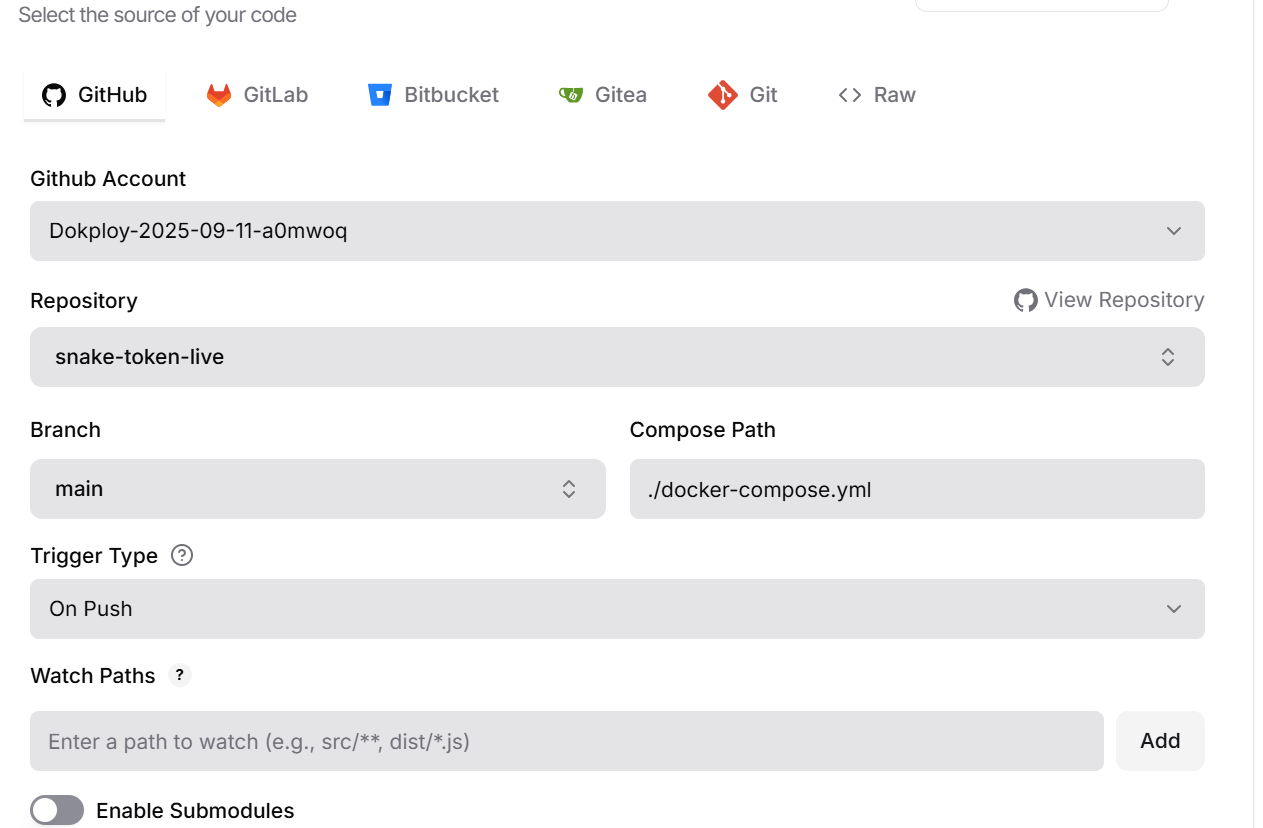 Select the source of your code
GitHub GitLab Bitbucket Gitea Git Raw
Github Account
Dokploy-2025-09-11-a0mwoq
Repository View Repository
snake-token-live
Branch Compose Path
main ./docker-compose.yml
Trigger Type ?
On Push
Watch Paths ?
Enter a path to watch (e.g., src/**, dist/*.js) Add
Enable Submodules